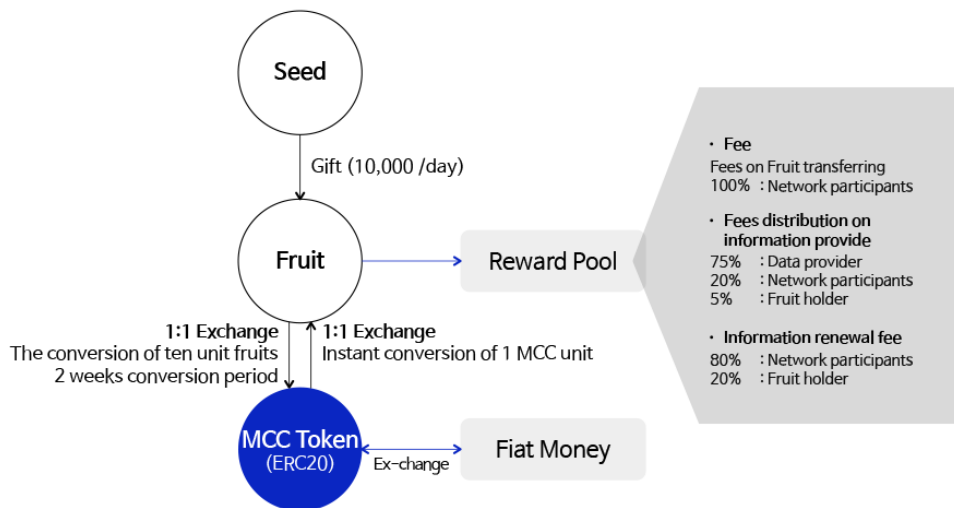 Seed
Gift (10,000 /day)
Fruit
Reward Pool
1:1 Exchange
The conversion of ten unit fruits
2 weeks conversion period
1:1 Exchange
Instant conversion of 1 MCC unit
MCC Token
(ERC20)
Ex-change
Fiat Money
· Fee
Fees on Fruit transferring
100% : Network participants
· Fees distribution on
information provide
75% : Data provider
20% : Network participants
5% : Fruit holder
· Information renewal fee
80% : Network participants
20% : Fruit holder